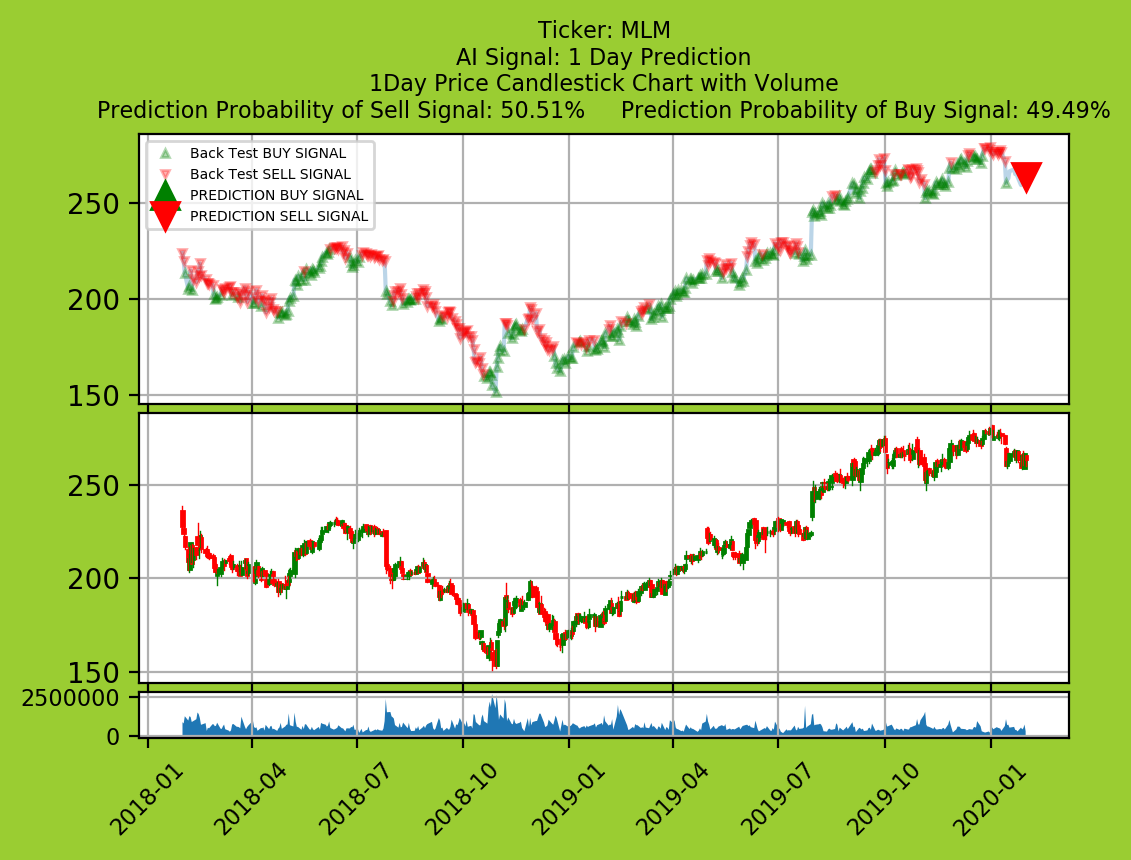 Ticker: MLM
AI Signal: 1 Day Prediction
1Day Price Candlestick Chart with Volume
Prediction Probability of Sell Signal: 50.51% Prediction Probability of Buy Signal: 49.49%
Back Test BUY SIGNAL
Back Test SELL SIGNAL
PREDICTION BUY SIGNAL
PREDICTION SELL SIGNAL
250
200
150
250
200
150
2500000
0
2018-01 2018-04 2018-07 2018-10 2019-01 2019-04 2019-07 2019-10 2020-01